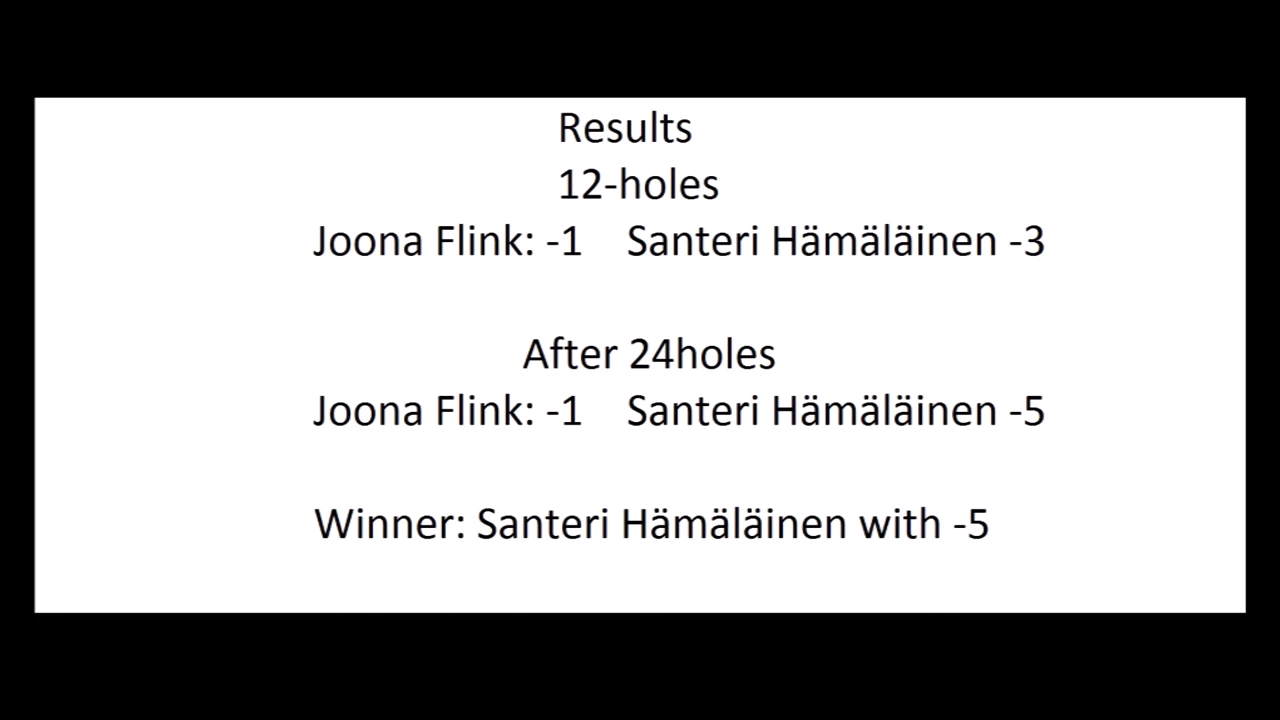 Results
12-holes
Joona Flink: -1 Santeri Hämäläinen -3
After 24holes
Joona Flink: -1 Santeri Hämäläinen -5
Winner: Santeri Hämäläinen with -5